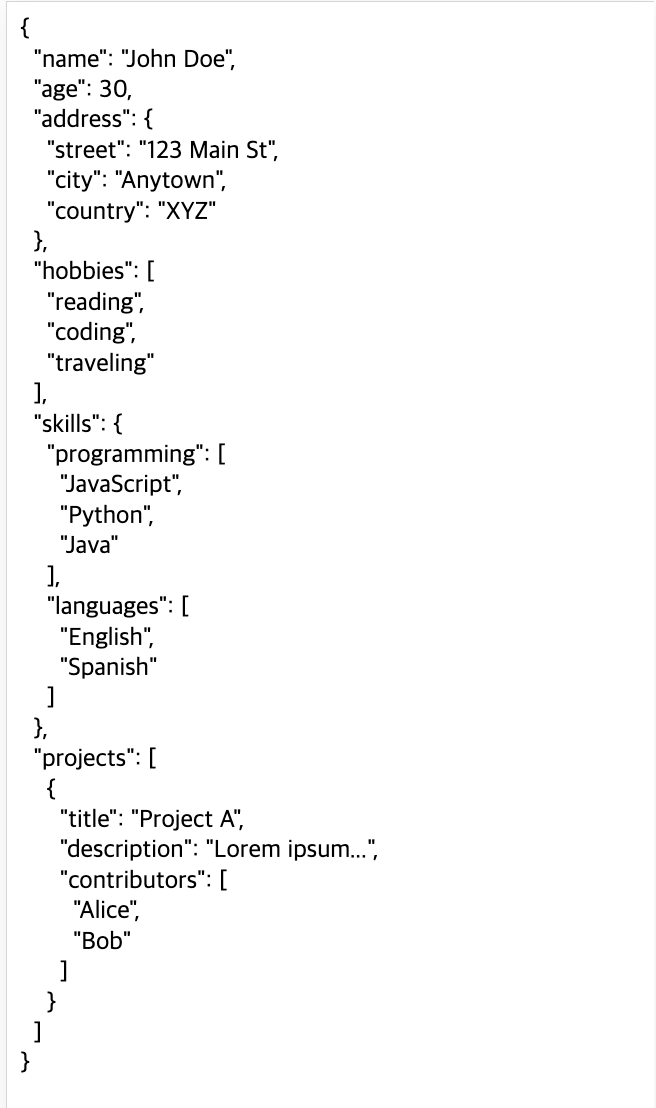 {
  "name": "John Doe",
  "age": 30,
  "address": {
    "street": "123 Main St",
    "city": "Anytown",
    "country": "XYZ"
  },
  "hobbies": [
    "reading",
    "coding",
    "traveling"
  ],
  "skills": {
    "programming": [
      "JavaScript",
      "Python",
      "Java"
    ],
    "languages": [
      "English",
      "Spanish"
    ]
  },
  "projects": [
    {
      "title": "Project A",
      "description": "Lorem ipsum...",
      "contributors": [
        "Alice",
        "Bob"
      ]
    }
  ]
}